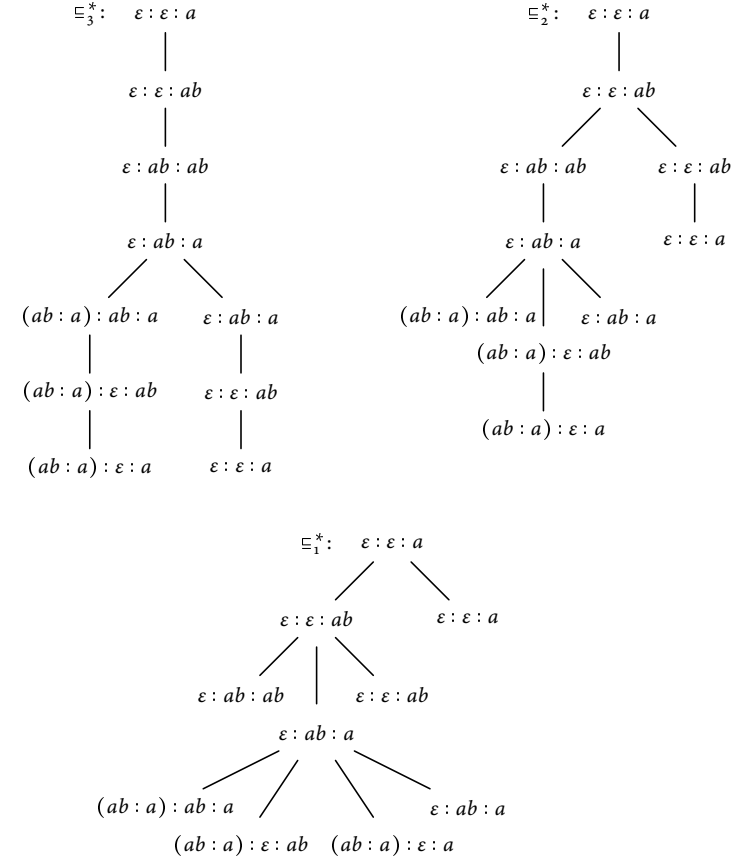 ⊑*₃: ε : ε : a
ε : ε : ab
ε : ab : ab
ε : ab : a
(ab : a) : ab : a ε : ab : a
(ab : a) : ε : ab ε : ε : ab
(ab : a) : ε : a ε : ε : a
⊑*₂: ε : ε : a
ε : ε : ab
ε : ab : ab ε : ε : ab
ε : ab : a ε : ε : a
(ab : a) : ab : a ε : ab : a
(ab : a) : ε : ab
(ab : a) : ε : a
⊑*₁: ε : ε : a
ε : ε : ab ε : ε : a
ε : ab : ab ε : ε : ab
ε : ab : a
(ab : a) : ab : a ε : ab : a
(ab : a) : ε : ab (ab : a) : ε : a